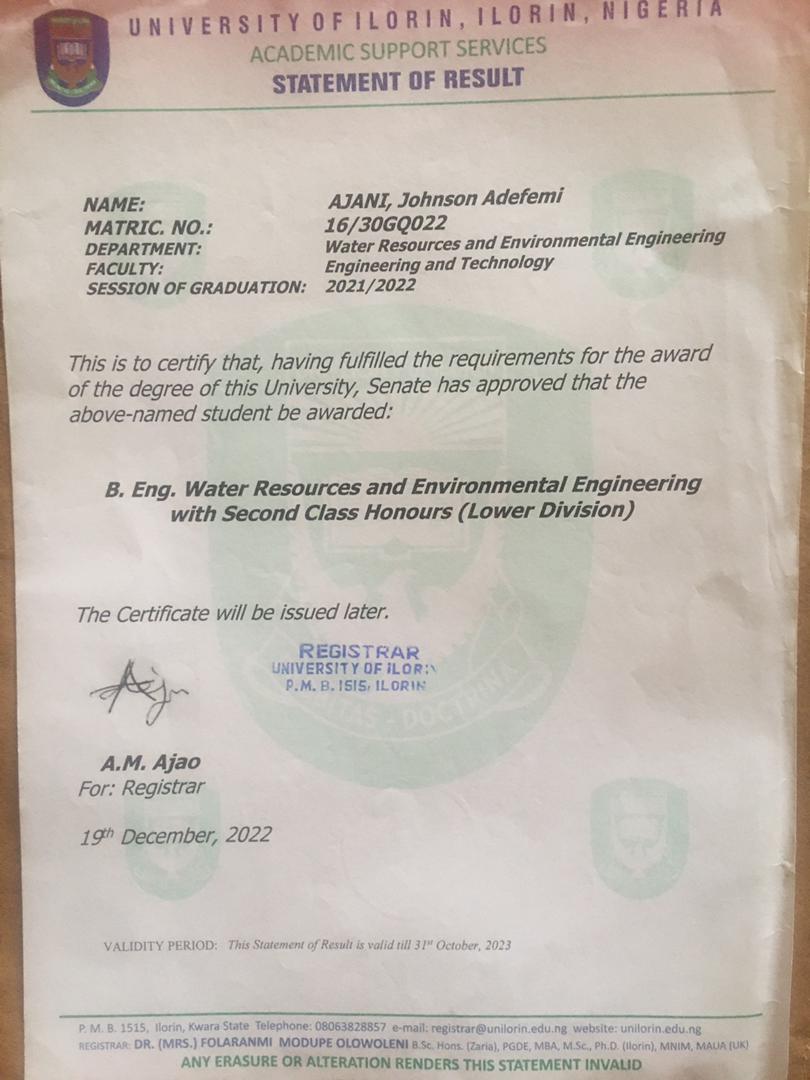 UNIVERSITY OF ILORIN, ILORIN, NIGERIA
ACADEMIC SUPPORT SERVICES
STATEMENT OF RESULT
NAME: AJANI, Johnson Adefemi
MATRIC. NO.: 16/30GQ022
DEPARTMENT: Water Resources and Environmental Engineering
FACULTY: Engineering and Technology
SESSION OF GRADUATION: 2021/2022
This is to certify that, having fulfilled the requirements for the award
of the degree of this University, Senate has approved that the
above-named student be awarded:
B. Eng. Water Resources and Environmental Engineering
with Second Class Honours (Lower Division)
The Certificate will be issued later.
REGISTRAR
UNIVERSITY OF ILORIN
P.M. B. 1515, ILORIN
DOCTRINA
A.M. Ajao
For: Registrar
19th December, 2022
VALIDITY PERIOD: This Statement of Result is valid till 31st October, 2023
P. M. B. 1515, Ilorin, Kwara State Telephone: 08063828857 e-mail: registrar@unilorin.edu.ng website: unilorin.edu.ng
REGISTRAR: DR. (MRS.) FOLARANMI MODUPE OLOWOLENI B.Sc. Hons. (Zaria), PGDE, MBA, M.Sc., Ph.D. (Ilorin), MNIM, MAUA (UK)
ANY ERASURE OR ALTERATION RENDERS THIS STATEMENT INVALID